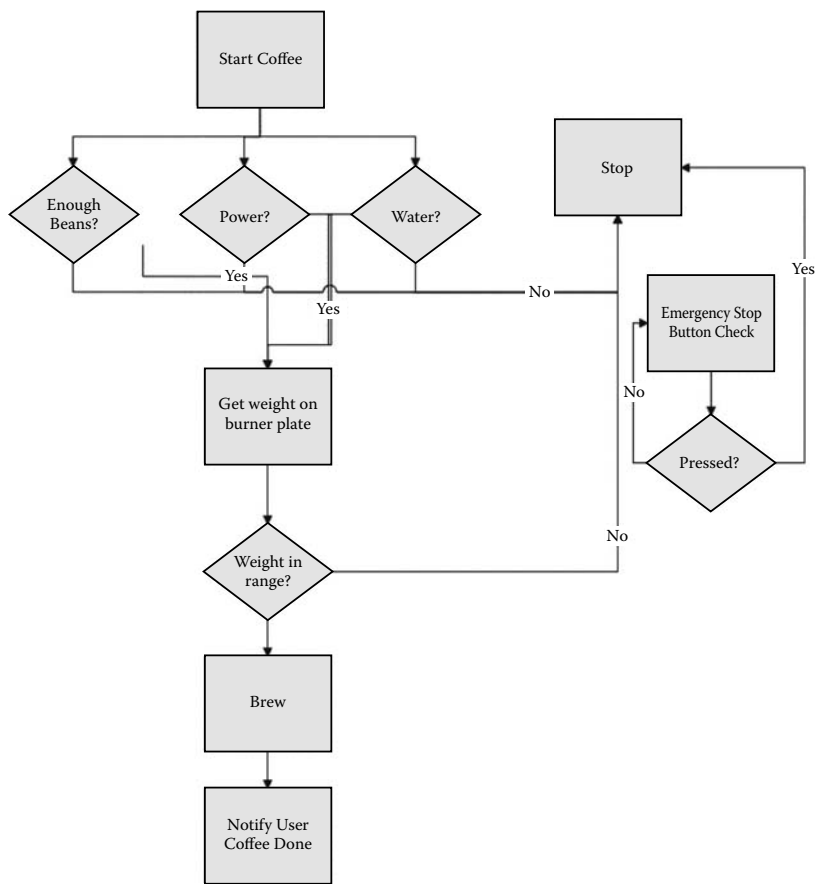 Start Coffee
Stop
Enough
Beans?
Power?
Water?
Yes
No
Yes
Yes
Emergency Stop
Button Check
No
Get weight on
burner plate
Pressed?
No
Weight in
range?
Brew
Notify User
Coffee Done